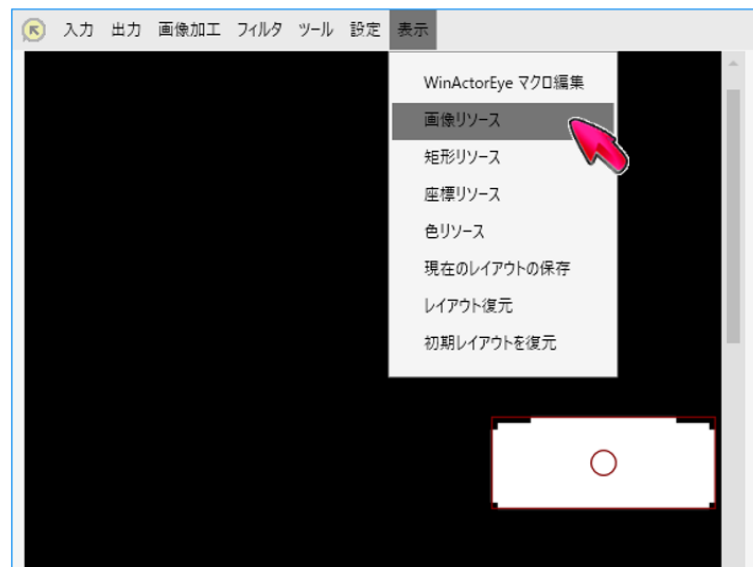 入力 出力 画像加工 フィルタ ツール 設定 表示
WinActorEye マクロ編集
画像リソース
矩形リソース
座標リソース
色リソース
現在のレイアウトの保存
レイアウト復元
初期レイアウトを復元